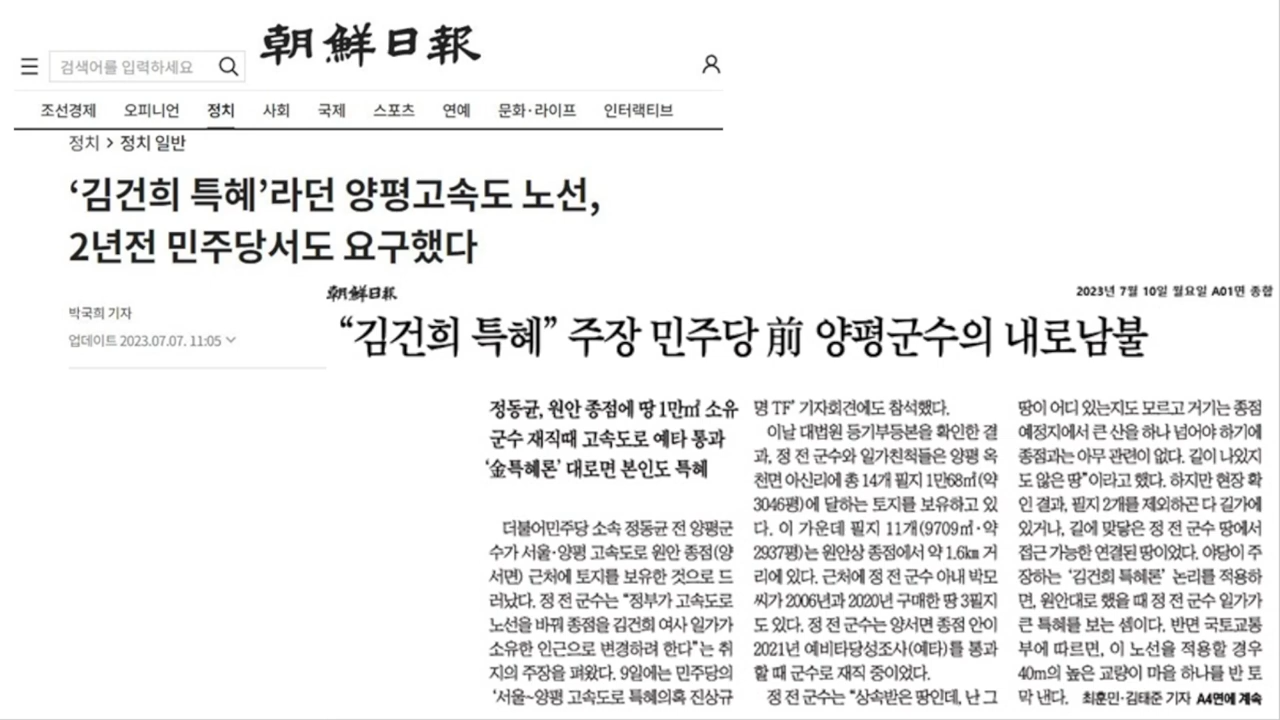 朝鮮日報
검색어를 입력하세요
조선경제 오피니언 정치 사회 국제 스포츠 연예 문화·라이프 인터랙티브
정치 > 정치 일반
‘김건희 특혜’라던 양평고속도 노선,
2년전 민주당서도 요구했다
박국희 기자
업데이트 2023.07.07. 11:05
朝鮮日報
2023년 7월 10일 월요일 A01면 종합
“김건희 특혜” 주장 민주당 前 양평군수의 내로남불
정동균, 원안 종점에 땅 1만㎡ 소유
군수 재직때 고속도로 예타 통과
‘金특혜론’ 대로면 본인도 특혜
더불어민주당 소속 정동균 전 양평군
수가 서울·양평 고속도로 원안 종점(양
서면) 근처에 토지를 보유한 것으로 드
러났다. 정 전 군수는 “정부가 고속도로
노선을 바꿔 종점을 김건희 여사 일가가
소유한 인근으로 변경하려 한다”는 취
지의 주장을 펴왔다. 9일에는 민주당의
‘서울~양평 고속도로 특혜의혹 진상규
명 TF’ 기자회견에도 참석했다.
이날 대법원 등기부등본을 확인한 결
과, 정 전 군수와 일가친척들은 양평 옥
천면 아신리에 총 14개 필지 1만68㎡(약
3046평)에 달하는 토지를 보유하고 있
다. 이 가운데 필지 11개(9709㎡·약
2937평)는 원안상 종점에서 약 1.6㎞ 거
리에 있다. 근처에 정 전 군수 아내 박모
씨가 2006년과 2020년 구매한 땅 3필지
도 있다. 정 전 군수는 양서면 종점 안이
2021년 예비타당성조사(예타)를 통과
할 때 군수로 재직 중이었다.
정 전 군수는 “상속받은 땅인데, 난 그
땅이 어디 있는지도 모르고 거기는 종점
예정지에서 큰 산을 하나 넘어야 하기에
종점과는 아무 관련이 없다. 길이 나있지
도 않은 땅”이라고 했다. 하지만 현장 확
인 결과, 필지 2개를 제외하곤 다 길가에
있거나, 길에 맞닿은 정 전 군수 땅에서
접근 가능한 연결된 땅이었다. 야당이 주
장하는 ‘김건희 특혜론’ 논리를 적용하
면, 원안대로 했을 때 정 전 군수 일가가
큰 특혜를 보는 셈이다. 반면 국토교통
부에 따르면, 이 노선을 적용할 경우
40m의 높은 교량이 마을 하나를 반 토
막 낸다. 최훈민·김태준 기자 A4면에 계속